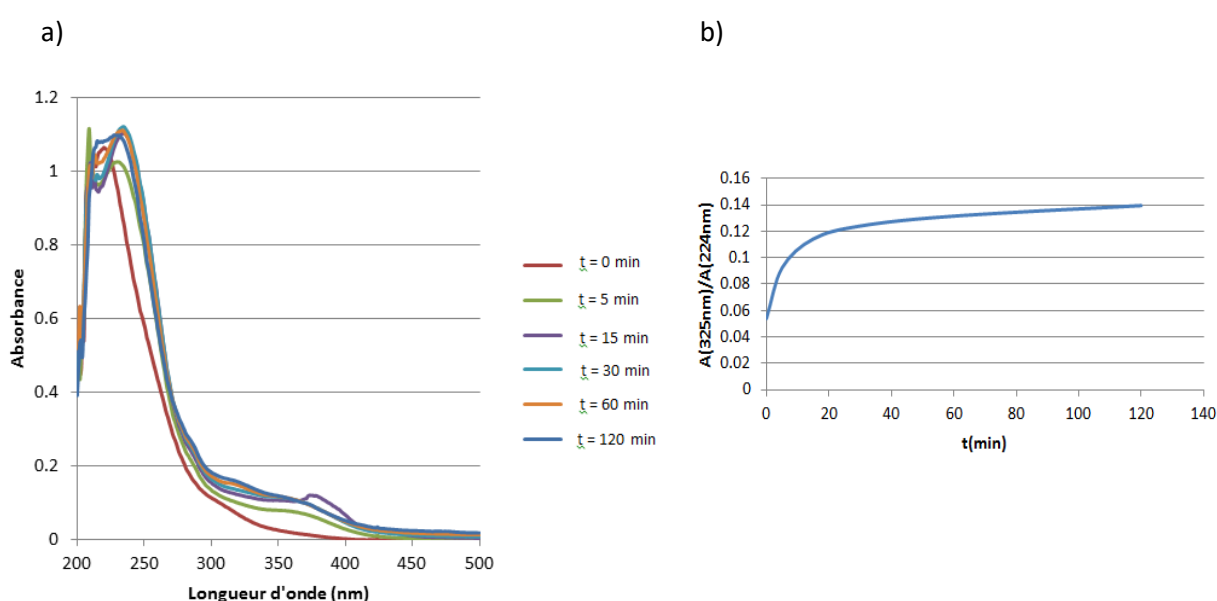 a)
b)
Absorbance
1.2
1
0.8
0.6
0.4
0.2
0
200
250
300
350
400
450
500
Longueur d'onde (nm)
t = 0 min
t = 5 min
t = 15 min
t = 30 min
t = 60 min
t = 120 min
A(325nm)/A(224nm)
0.16
0.14
0.12
0.1
0.08
0.06
0.04
0.02
0
0
20
40
60
80
100
120
140
t(min)